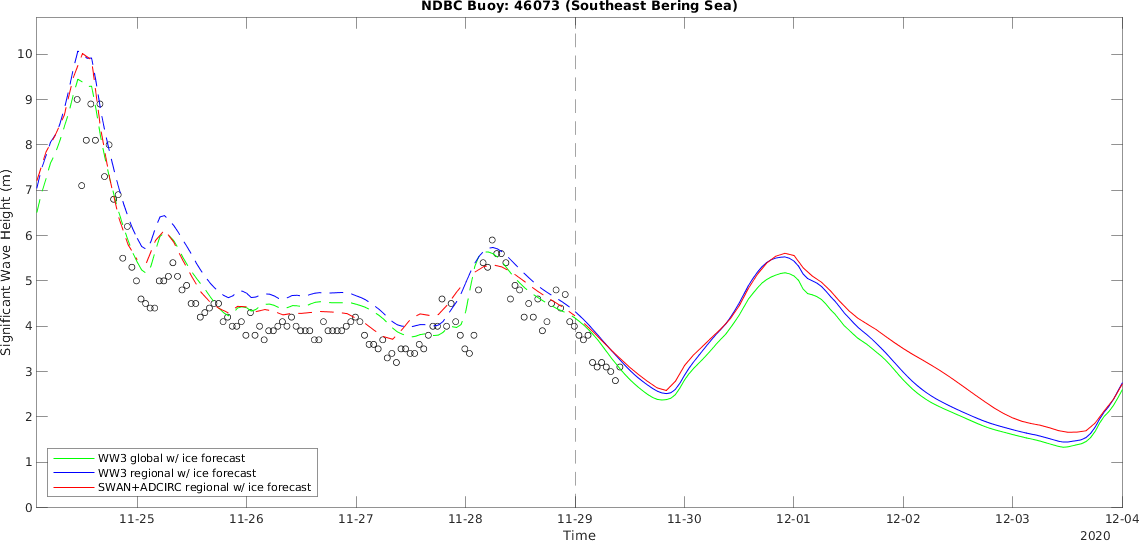 NDBC Buoy: 46073 (Southeast Bering Sea)
Significant Wave Height (m)
10
9
8
7
6
5
4
3
2
1
0
WW3 global w/ ice forecast
WW3 regional w/ ice forecast
SWAN+ADCIRC regional w/ ice forecast
11-25 11-26 11-27 11-28 11-29 11-30 12-01 12-02 12-03 12-04
Time
2020